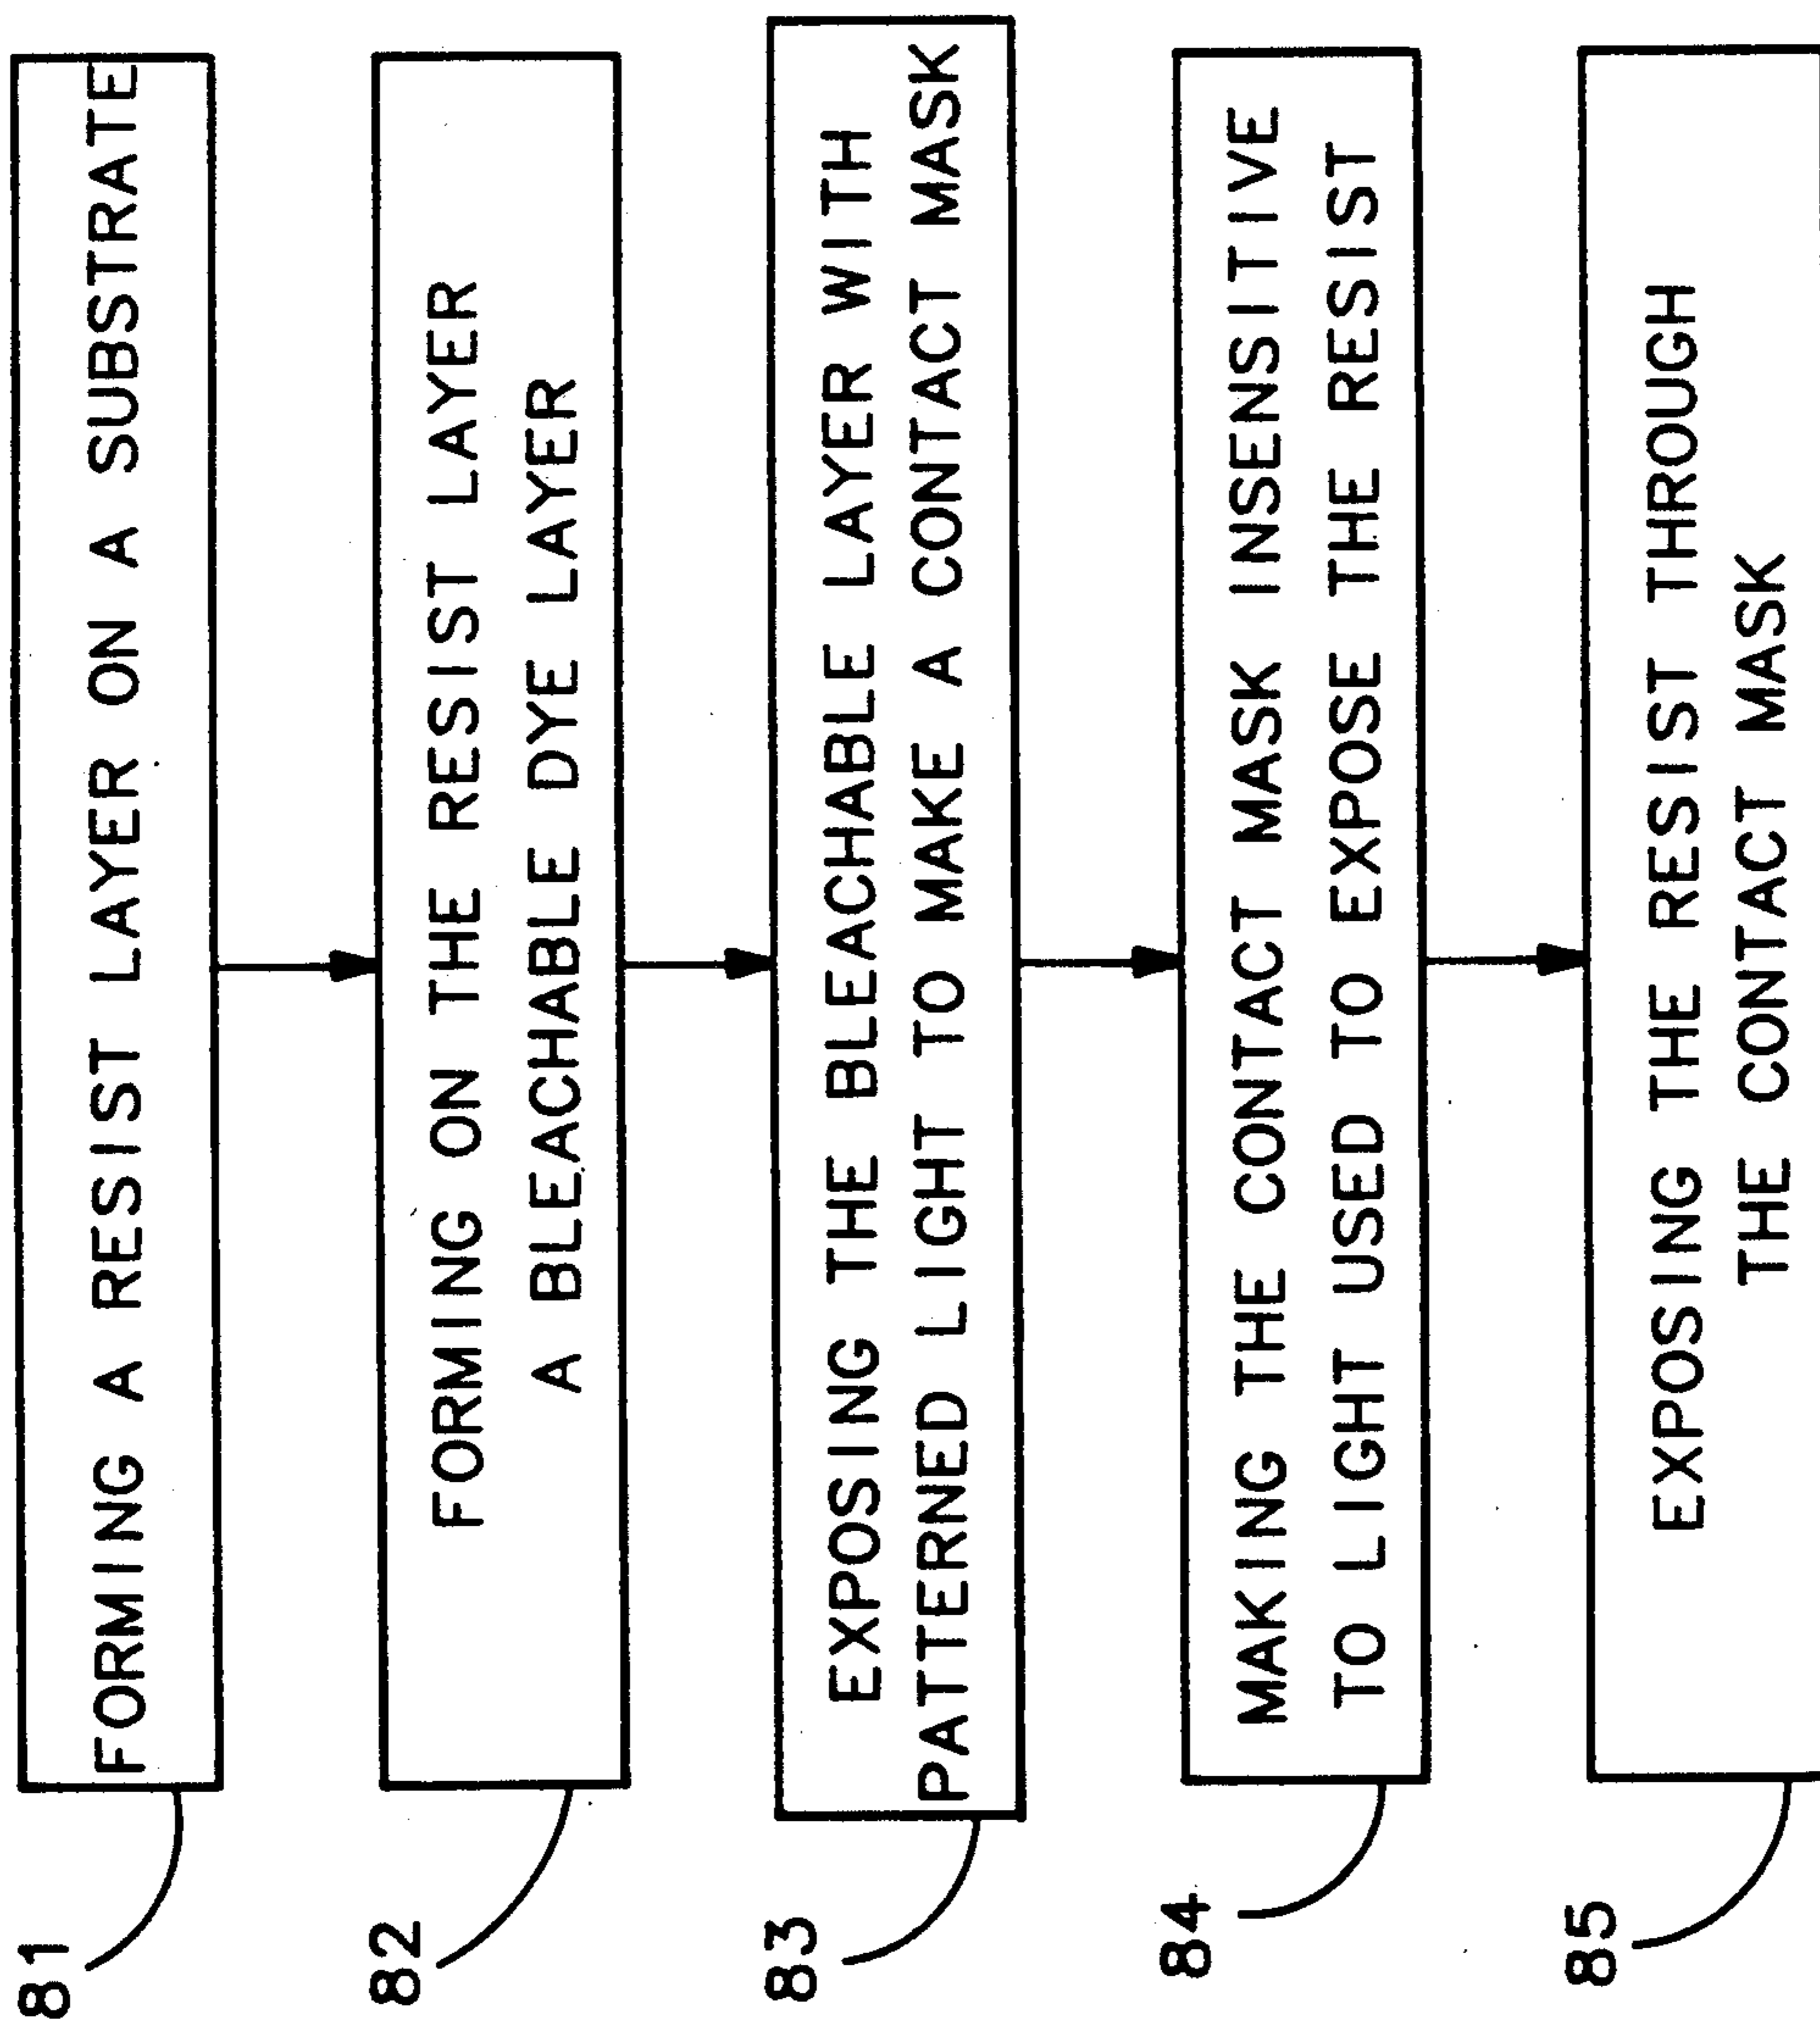 81
FORMING A RESIST LAYER ON A SUBSTRATE
82
FORMING ON THE RESIST LAYER
A BLEACHABLE DYE LAYER
83
EXPOSING THE BLEACHABLE LAYER WITH
PATTERNED LIGHT TO MAKE A CONTACT MASK
84
MAKING THE CONTACT MASK INSENSITIVE
TO LIGHT USED TO EXPOSE THE RESIST
85
EXPOSING THE RESIST THROUGH
THE CONTACT MASK